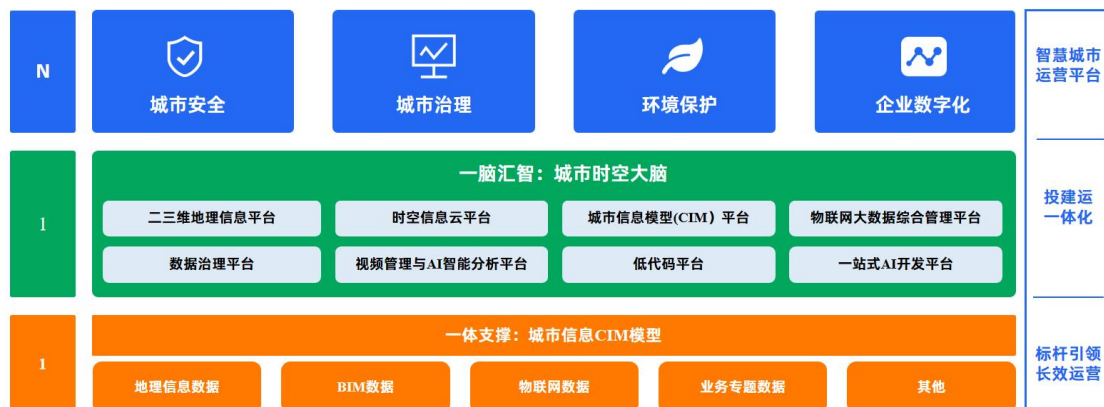 N
城市安全
城市治理
环境保护
企业数字化
智慧城市
运营平台
1
一脑汇智：城市时空大脑
二三维地理信息平台
时空信息云平台
城市信息模型(CIM）平台
物联网大数据综合管理平台
数据治理平台
视频管理与AI智能分析平台
低代码平台
一站式AI开发平台
投建运
一体化
1
一体支撑：城市信息CIM模型
地理信息数据
BIM数据
物联网数据
业务专题数据
其他
标杆引领
长效运营